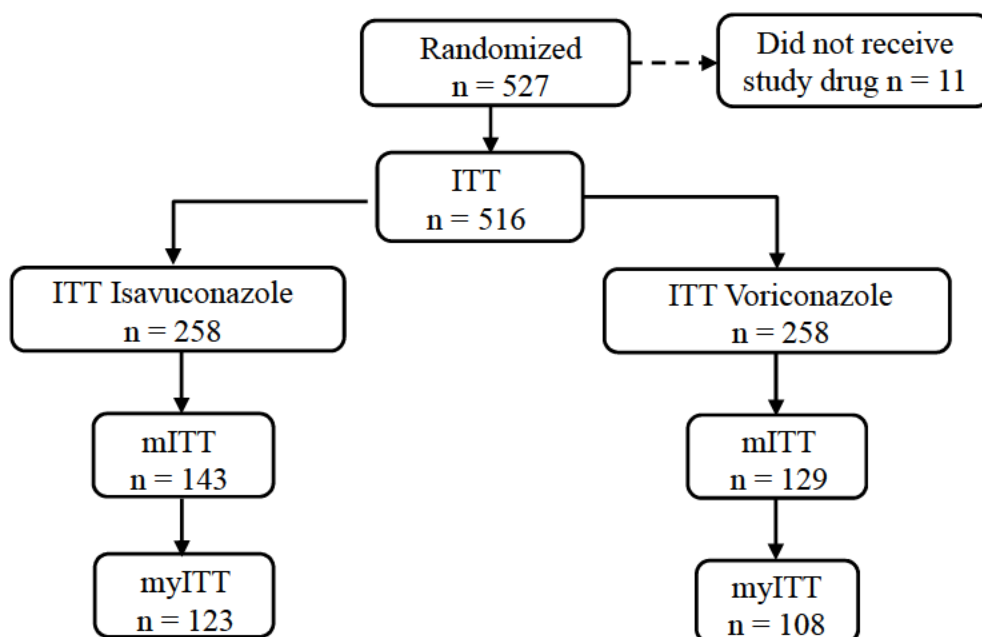 Randomized
n = 527
Did not receive
study drug n = 11
ITT
n = 516
ITT Isavuconazole
n = 258
ITT Voriconazole
n = 258
mITT
n = 143
mITT
n = 129
myITT
n = 123
myITT
n = 108